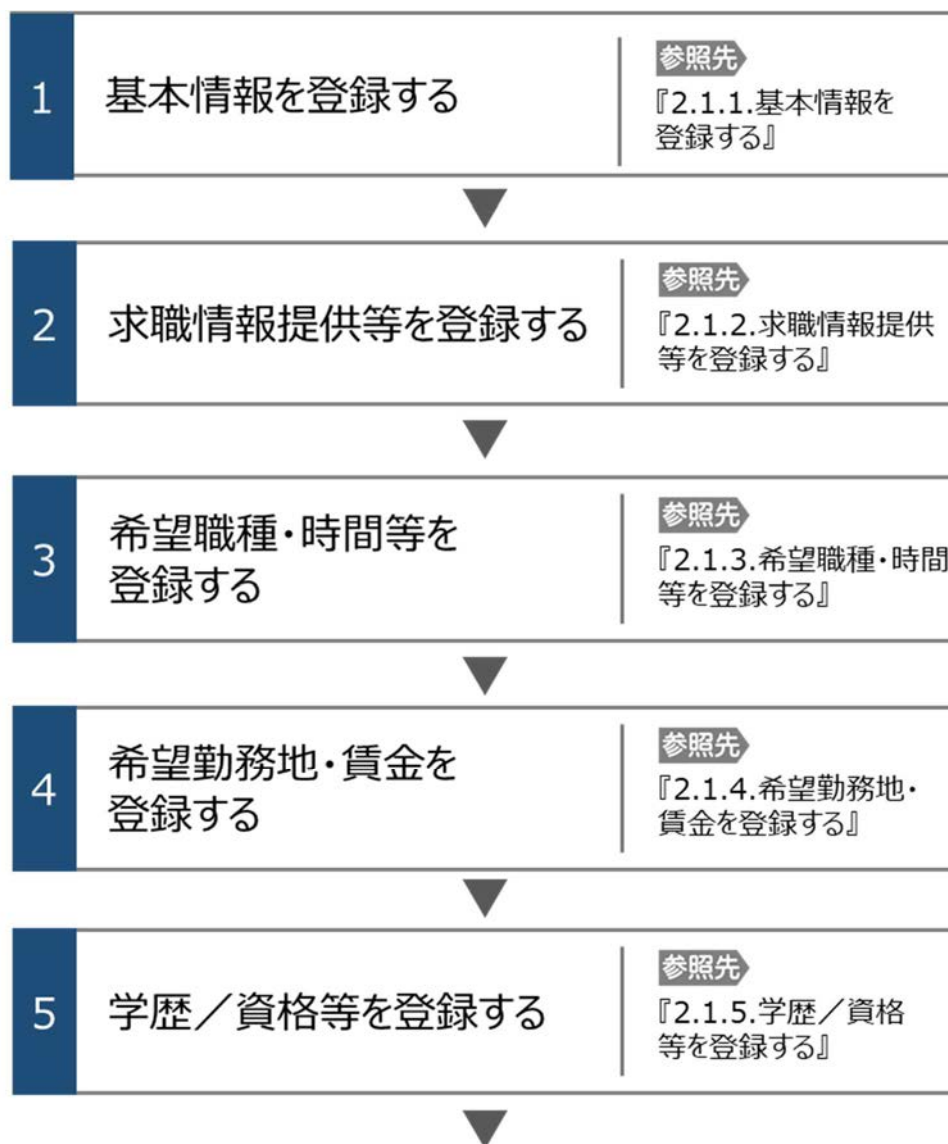 1
基本情報を登録する
参照先
『2.1.1.基本情報を
登録する』
2
求職情報提供等を登録する
参照先
『2.1.2.求職情報提供
等を登録する』
3
希望職種・時間等を
登録する
参照先
『2.1.3.希望職種・時間
等を登録する』
4
希望勤務地・賃金を
登録する
参照先
『2.1.4.希望勤務地・
賃金を登録する』
5
学歴／資格等を登録する
参照先
『2.1.5.学歴／資格
等を登録する』